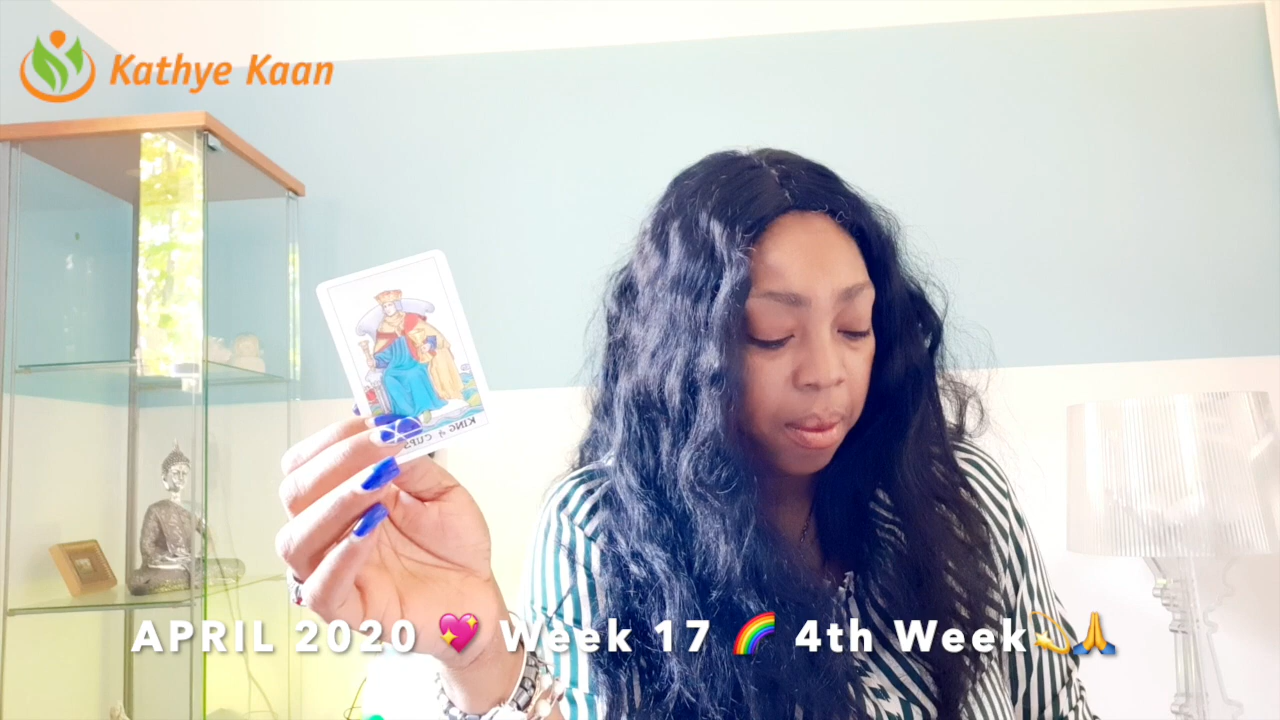 Kathye Kaan
KING of CUPS
APRIL 2020 💖 Week 17 🌈 4th Week💫🙏